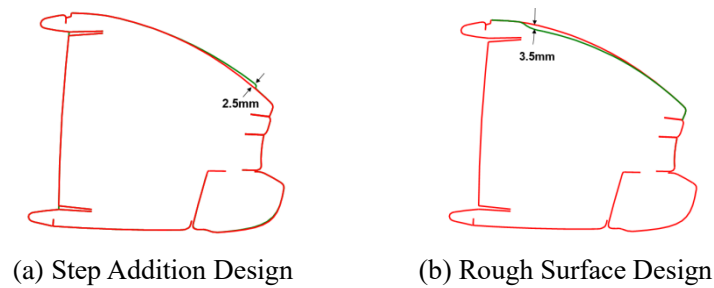 2.5mm
3.5mm
(a) Step Addition Design
(b) Rough Surface Design